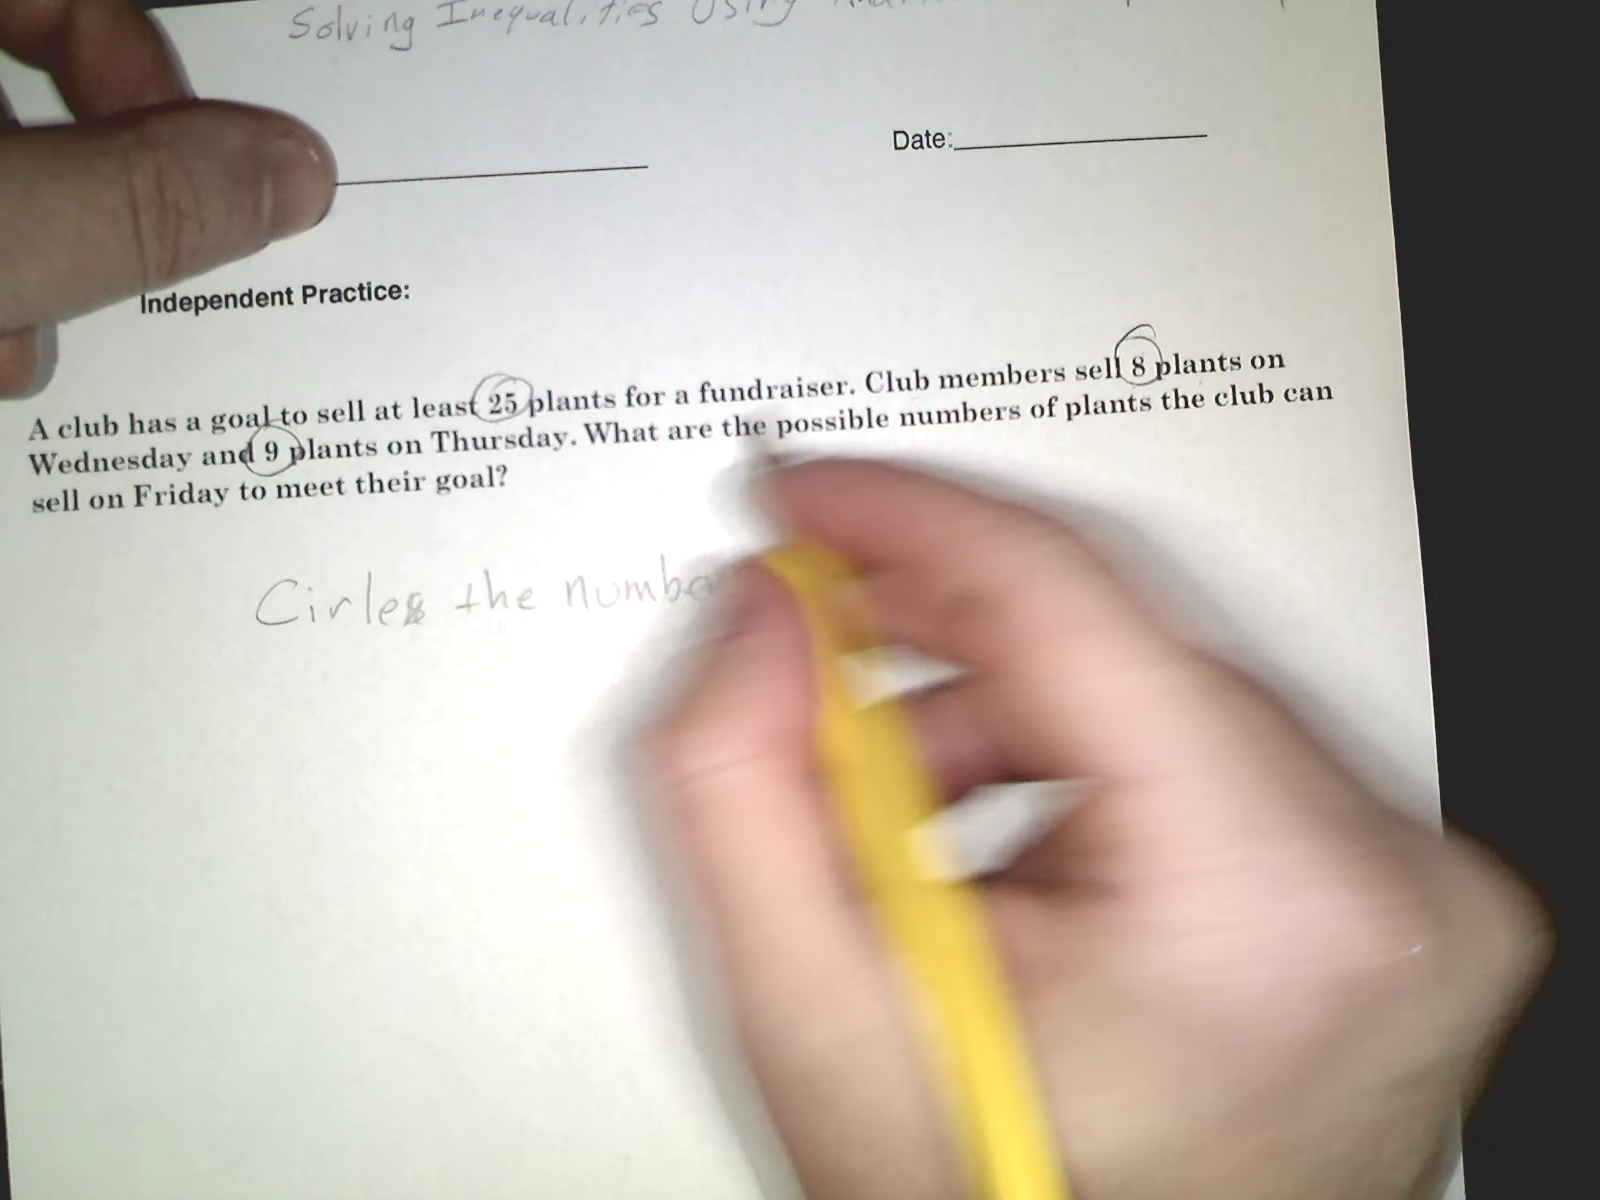 Solving Inequalities Using
Date:
Independent Practice:
A club has a goal to sell at least 25 plants for a fundraiser. Club members sell 8 plants on
Wednesday and 9 plants on Thursday. What are the possible numbers of plants the club can
sell on Friday to meet their goal?
Cirles the numbe